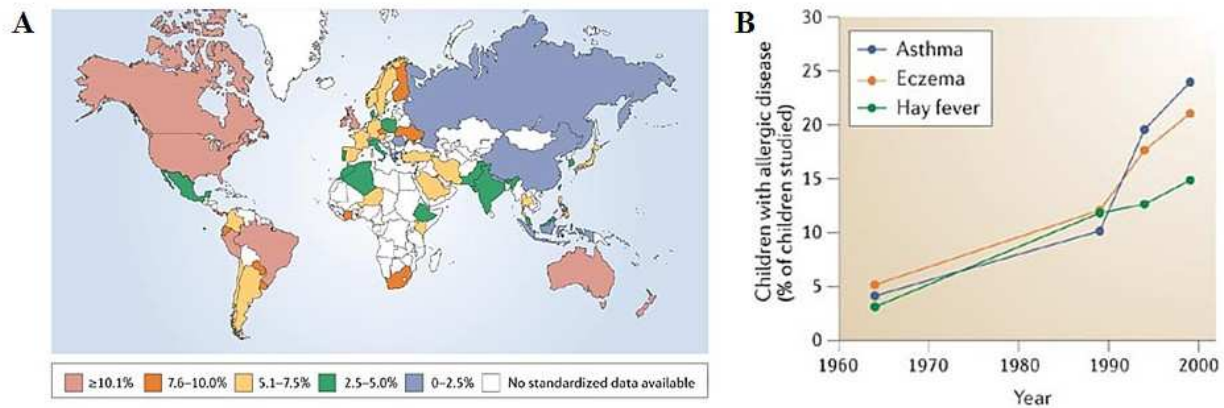 A
≥10.1%
7.6–10.0%
5.1–7.5%
2.5–5.0%
0–2.5%
No standardized data available
B
Children with allergic disease
(% of children studied)
30
25
20
15
10
5
0
Asthma
Eczema
Hay fever
1960
1970
1980
1990
2000
Year